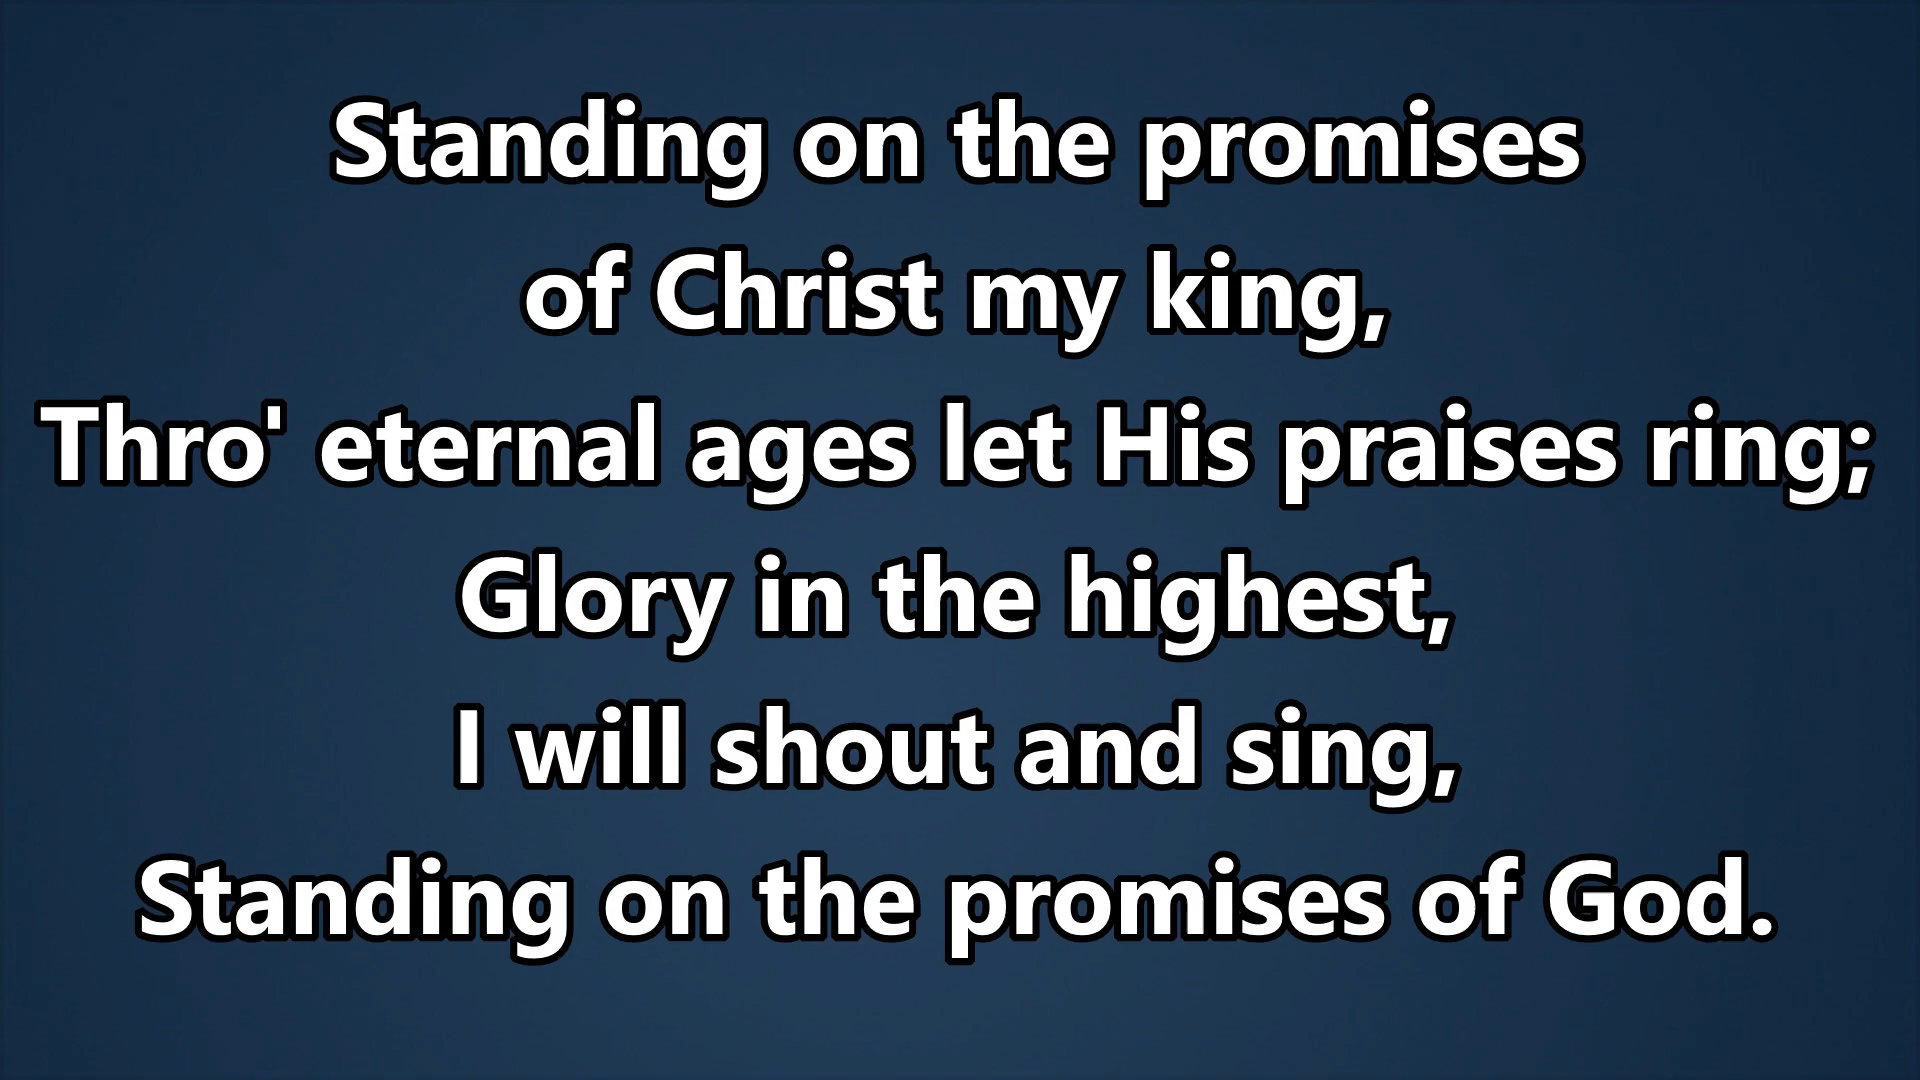 Standing on the promises
of Christ my king,
Thro' eternal ages let His praises ring;
Glory in the highest,
I will shout and sing,
Standing on the promises of God.